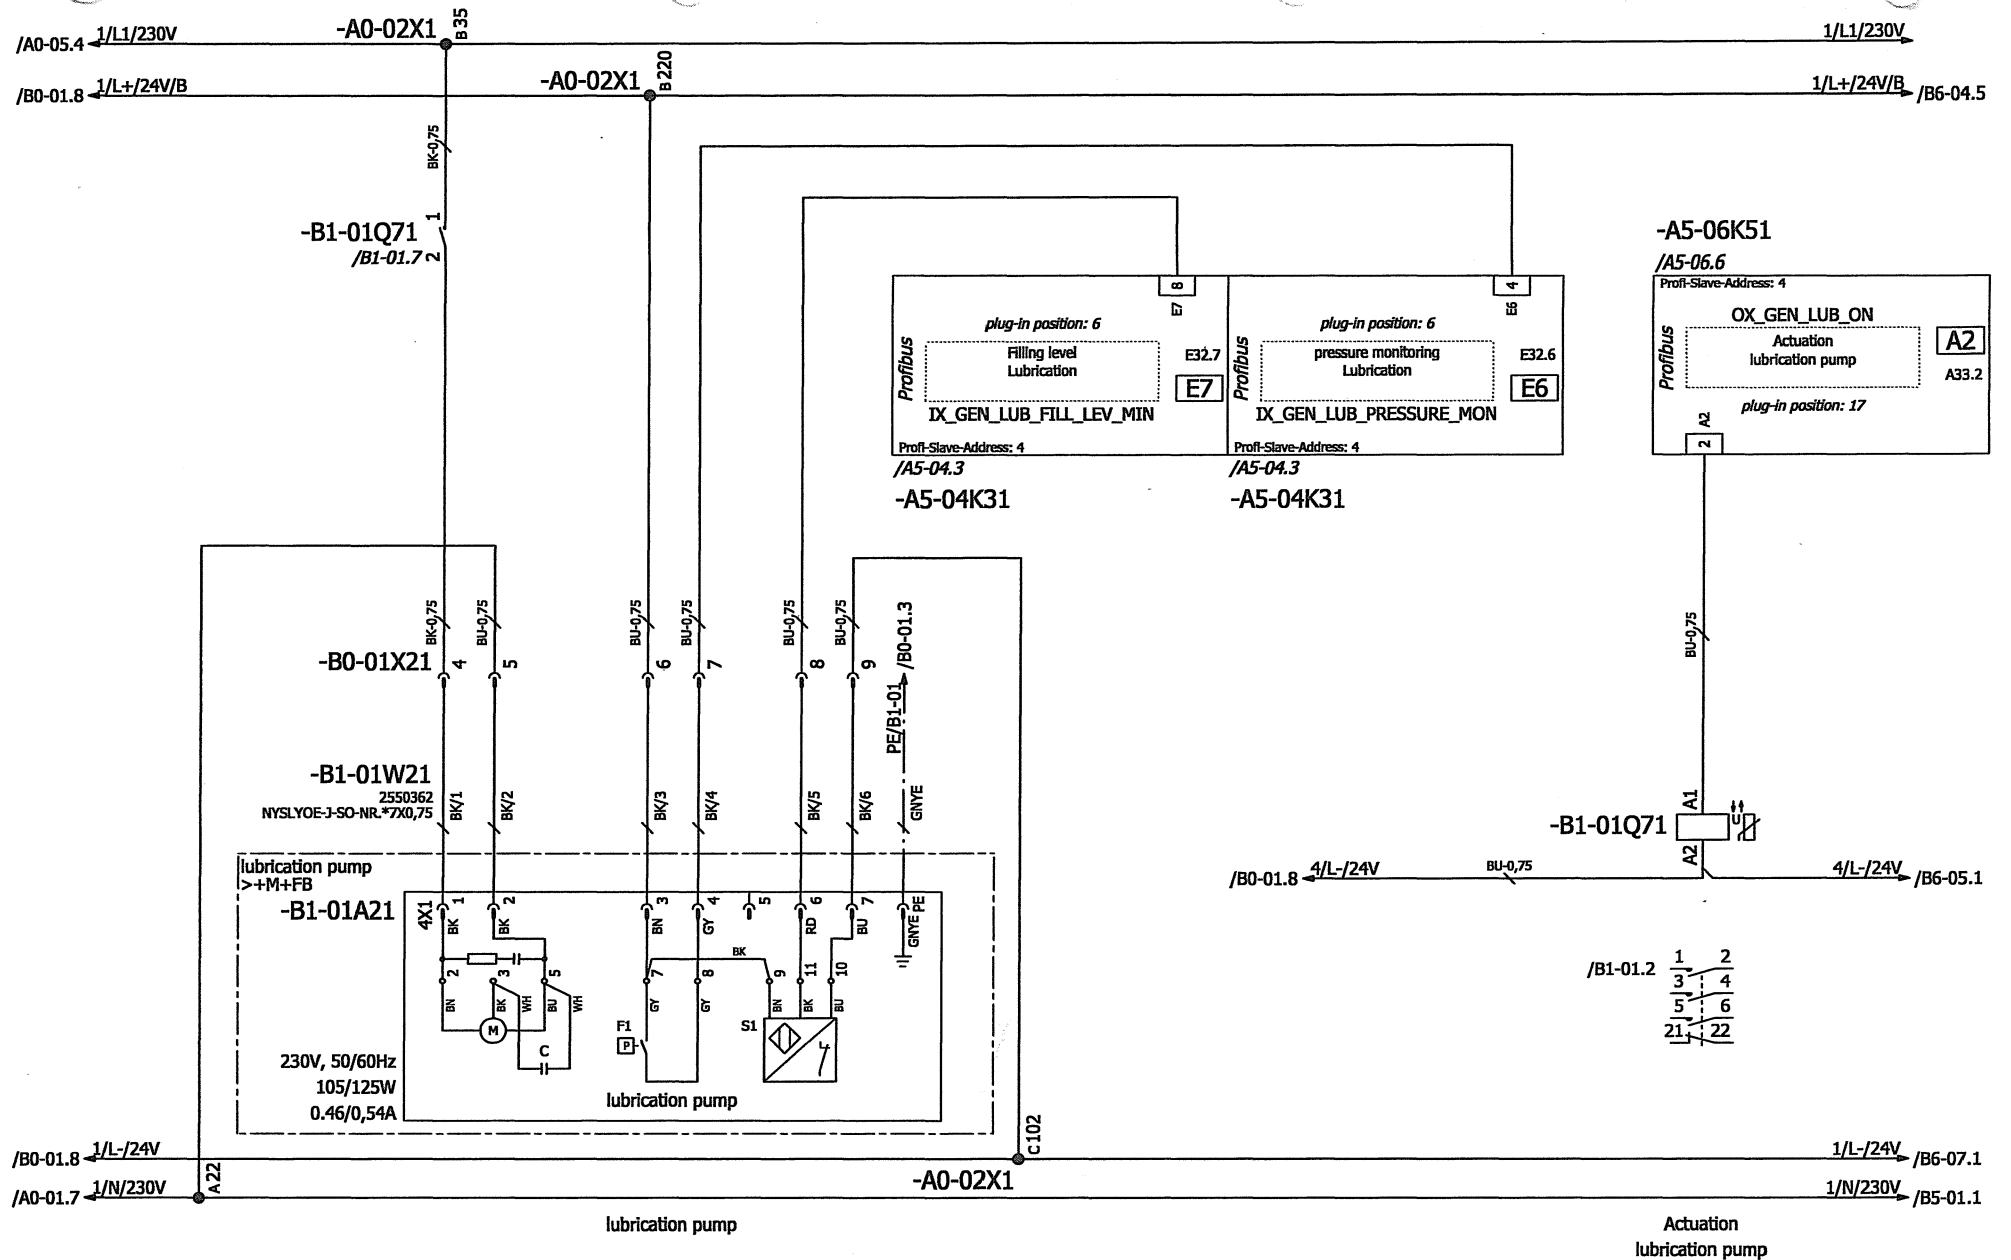 /A0-05.4
1/L1/230V
-A0-02X1
B 35
1/L1/230V
/B0-01.8
1/L+/24V/B
-A0-02X1
B 220
1/L+/24V/B
/B6-04.5
BK-0,75
-B1-01Q71
/B1-01.7
1
2
8
E7
plug-in position: 6
Profibus
Filling level
Lubrication
E32.7
E7
IX_GEN_LUB_FILL_LEV_MIN
Profi-Slave-Address: 4
/A5-04.3
-A5-04K31
4
E6
plug-in position: 6
Profibus
pressure monitoring
Lubrication
E32.6
E6
IX_GEN_LUB_PRESSURE_MON
Profi-Slave-Address: 4
/A5-04.3
-A5-04K31
-A5-06K51
/A5-06.6
Profi-Slave-Address: 4
OX_GEN_LUB_ON
Profibus
Actuation
lubrication pump
A2
A33.2
plug-in position: 17
A2
2
BK-0,75
BU-0,75
BU-0,75
BU-0,75
BU-0,75
BU-0,75
/B0-01.3
BU-0,75
-B0-01X21
4
5
6
7
8
9
PE/B1-01
-B1-01W21
2550362
NYSLYOE-J-SO-NR.*7X0,75
BK/1
BK/2
BK/3
BK/4
BK/5
BK/6
GNYE
-B1-01Q71
A1
A2
U
/B0-01.8
4/L-/24V
BU-0,75
4/L-/24V
/B6-05.1
lubrication pump
>+M+FB
-B1-01A21
4X1
1
2
3
4
5
6
7
PE
BK
BK
BN
GY
RD
BU
GNYE
BK
2
3
5
7
8
9
11
10
BN
BK
WH
BU
WH
GY
GY
BN
BK
BU
M
C
F1
P
S1
230V, 50/60Hz
105/125W
0.46/0,54A
lubrication pump
/B1-01.2
1 2
3 4
5 6
21 22
/B0-01.8
1/L-/24V
C 102
1/L-/24V
/B6-07.1
/A0-01.7
1/N/230V
A 22
-A0-02X1
1/N/230V
/B5-01.1
lubrication pump
Actuation
lubrication pump